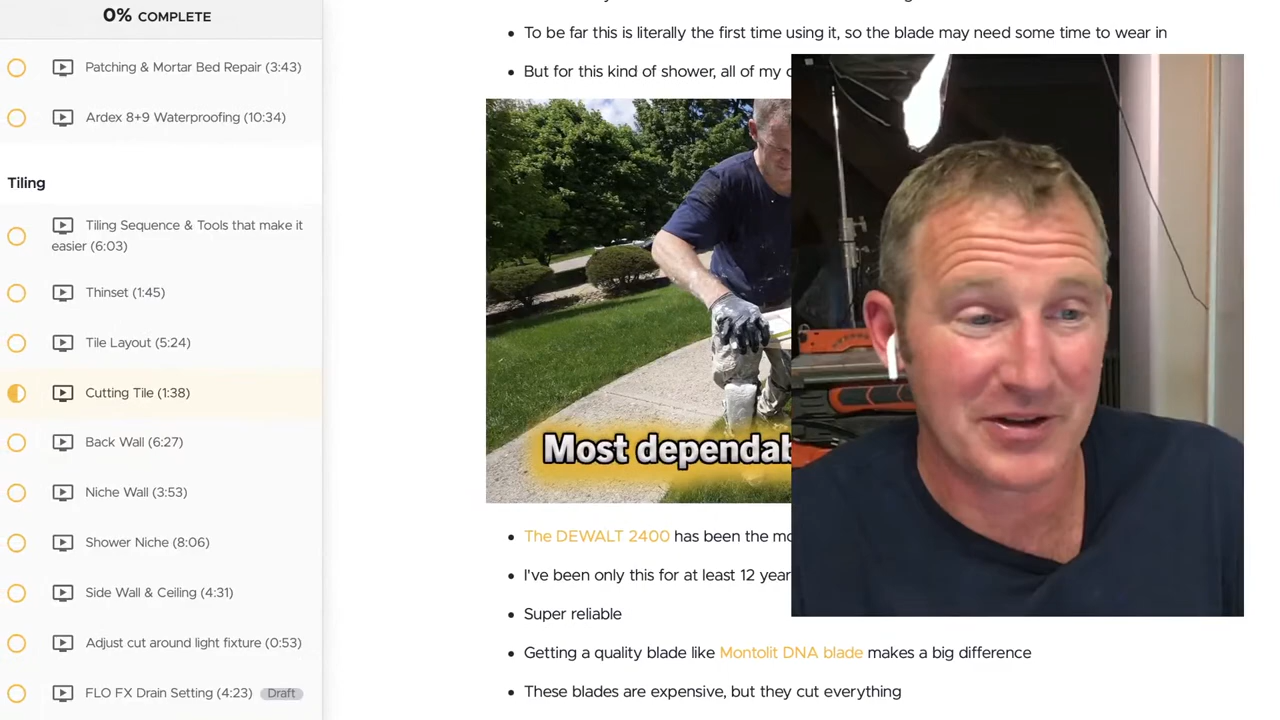 0% COMPLETE
Patching & Mortar Bed Repair (3:43)
Ardex 8+9 Waterproofing (10:34)
Tiling
Tiling Sequence & Tools that make it
easier (6:03)
Thinset (1:45)
Tile Layout (5:24)
Cutting Tile (1:38)
Back Wall (6:27)
Niche Wall (3:53)
Shower Niche (8:06)
Side Wall & Ceiling (4:31)
Adjust cut around light fixture (0:53)
FLO FX Drain Setting (4:23) Draft
To be far this is literally the first time using it, so the blade may need some time to wear in
But for this kind of shower, all of my
Most dependab
The DEWALT 2400 has been the mo
I've been only this for at least 12 year
Super reliable
Getting a quality blade like Montolit DNA blade makes a big difference
These blades are expensive, but they cut everything